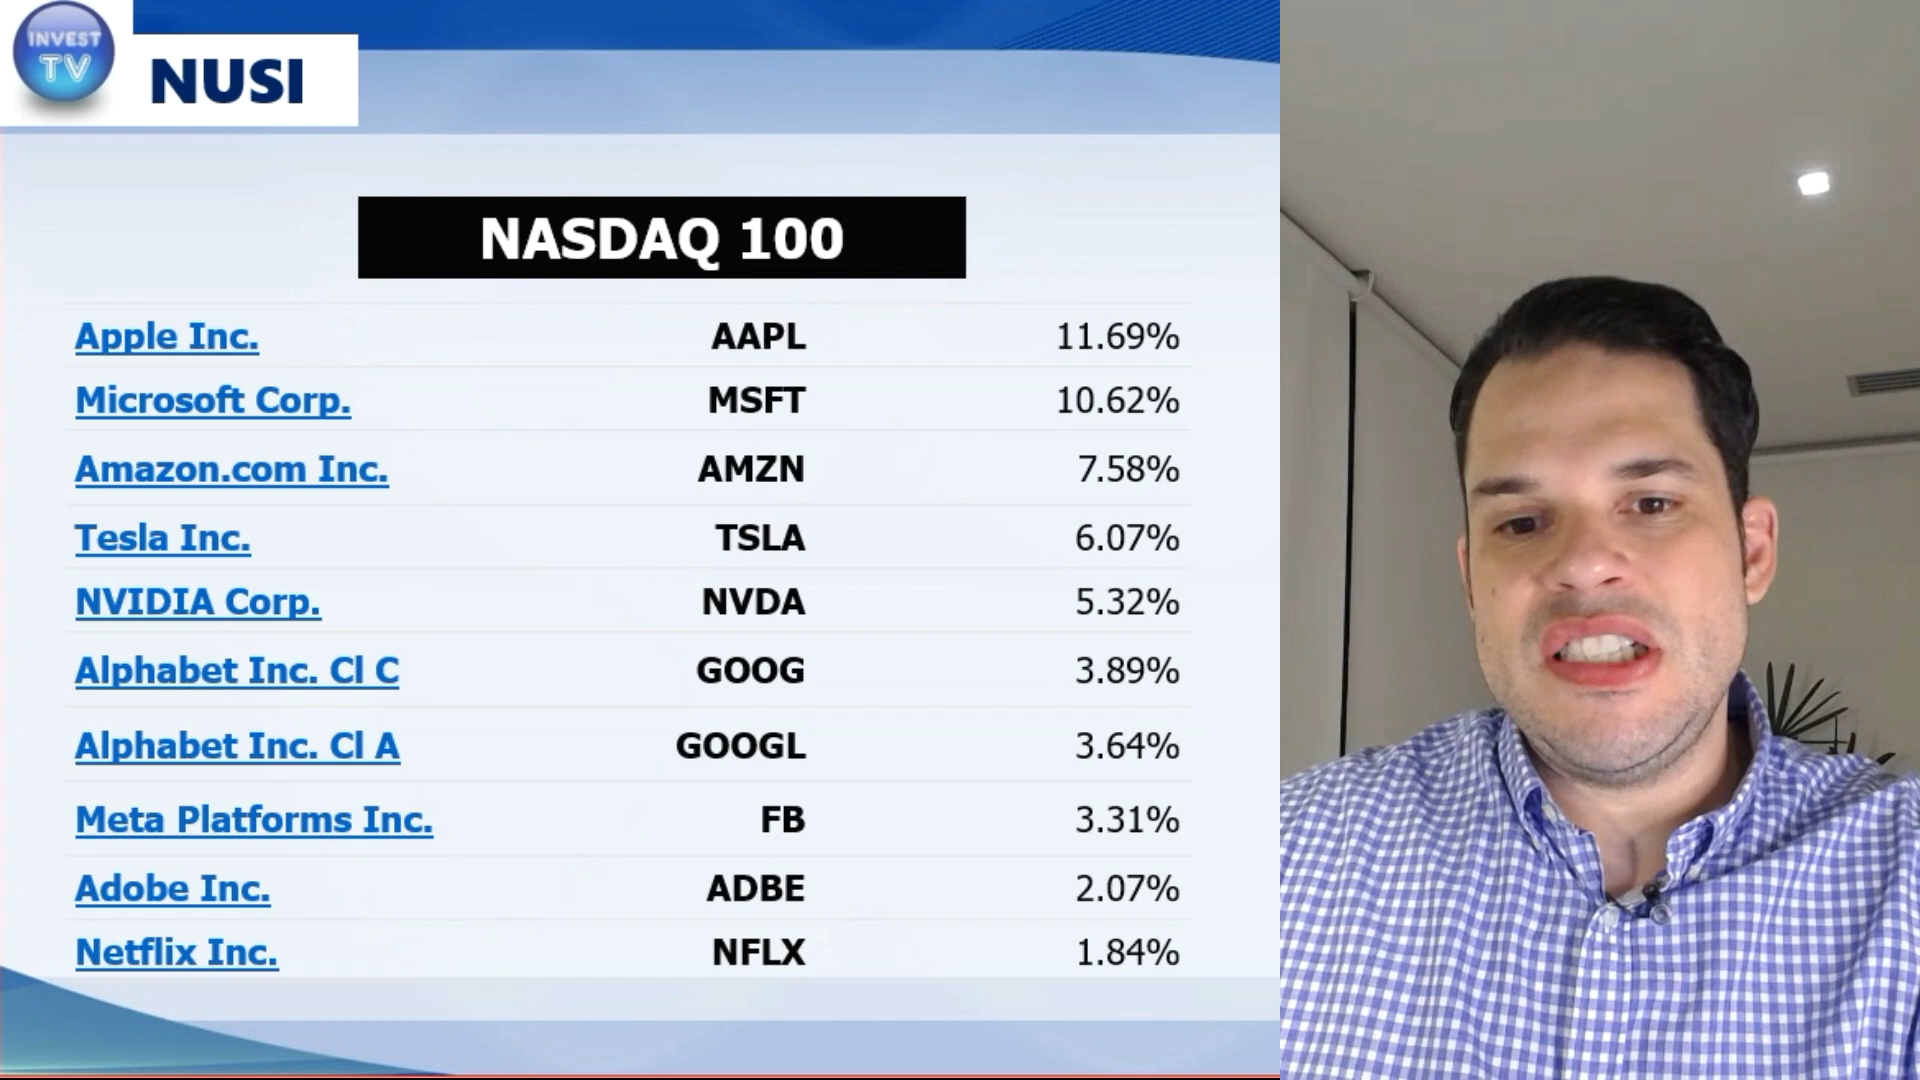 INVEST
TV
NUSI
NASDAQ 100
Apple Inc. AAPL 11.69%
Microsoft Corp. MSFT 10.62%
Amazon.com Inc. AMZN 7.58%
Tesla Inc. TSLA 6.07%
NVIDIA Corp. NVDA 5.32%
Alphabet Inc. Cl C GOOG 3.89%
Alphabet Inc. Cl A GOOGL 3.64%
Meta Platforms Inc. FB 3.31%
Adobe Inc. ADBE 2.07%
Netflix Inc. NFLX 1.84%